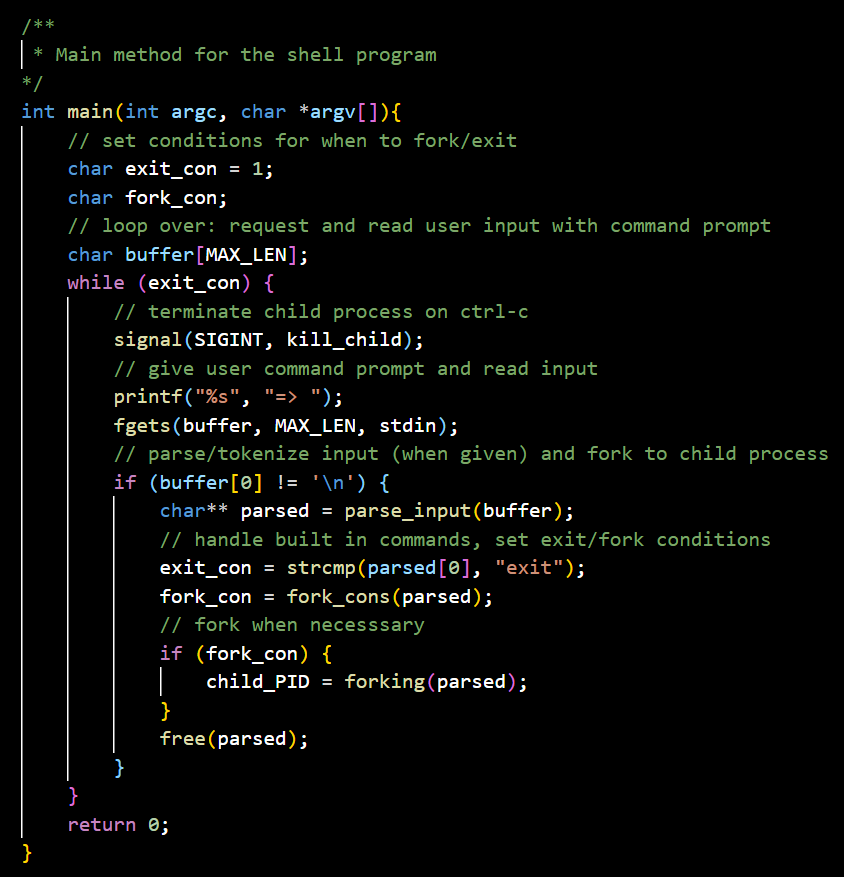 /**
 * Main method for the shell program
*/
int main(int argc, char *argv[]){
    // set conditions for when to fork/exit
    char exit_con = 1;
    char fork_con;
    // loop over: request and read user input with command prompt
    char buffer[MAX_LEN];
    while (exit_con) {
        // terminate child process on ctrl-c
        signal(SIGINT, kill_child);
        // give user command prompt and read input
        printf("%s", "=> ");
        fgets(buffer, MAX_LEN, stdin);
        // parse/tokenize input (when given) and fork to child process
        if (buffer[0] != '\n') {
            char** parsed = parse_input(buffer);
            // handle built in commands, set exit/fork conditions
            exit_con = strcmp(parsed[0], "exit");
            fork_con = fork_cons(parsed);
            // fork when necesssary
            if (fork_con) {
                child_PID = forking(parsed);
            }
            free(parsed);
        }
    }
    return 0;
}